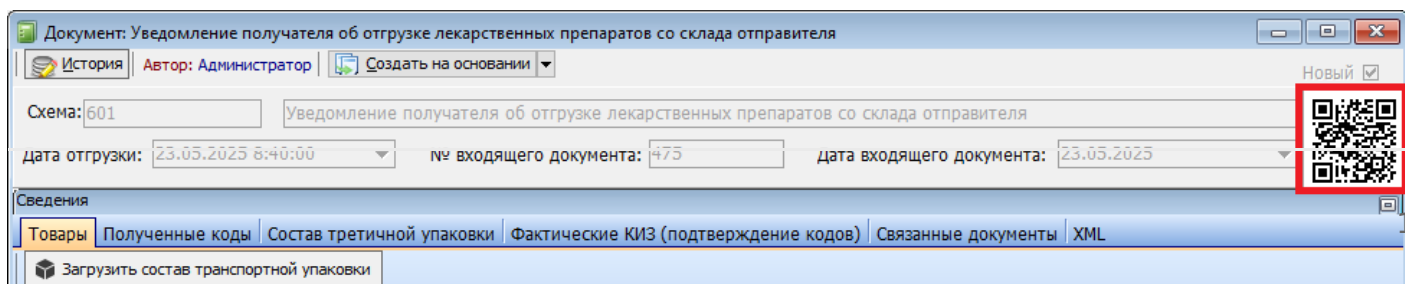 Документ: Уведомление получателя об отгрузке лекарственных препаратов со склада отправителя
История Автор: Администратор Создать на основании
Новый
Схема: 601 Уведомление получателя об отгрузке лекарственных препаратов со склада отправителя
Дата отгрузки: 23.05.2025 8:40:00 № входящего документа: 475 Дата входящего документа: 23.05.2025
Сведения
Товары Полученные коды Состав третичной упаковки Фактические КИЗ (подтверждение кодов) Связанные документы XML
Загрузить состав транспортной упаковки